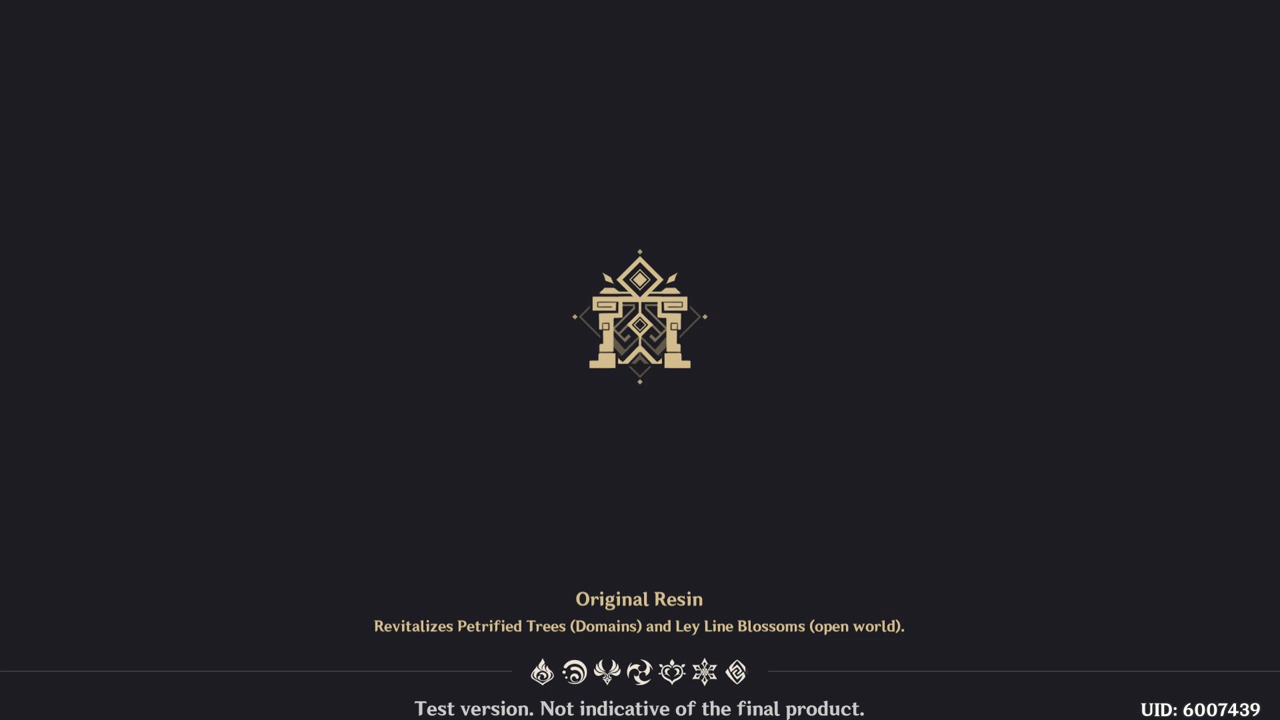 Original Resin
Revitalizes Petrified Trees (Domains) and Ley Line Blossoms (open world).
Test version. Not indicative of the final product.
UID: 6007439